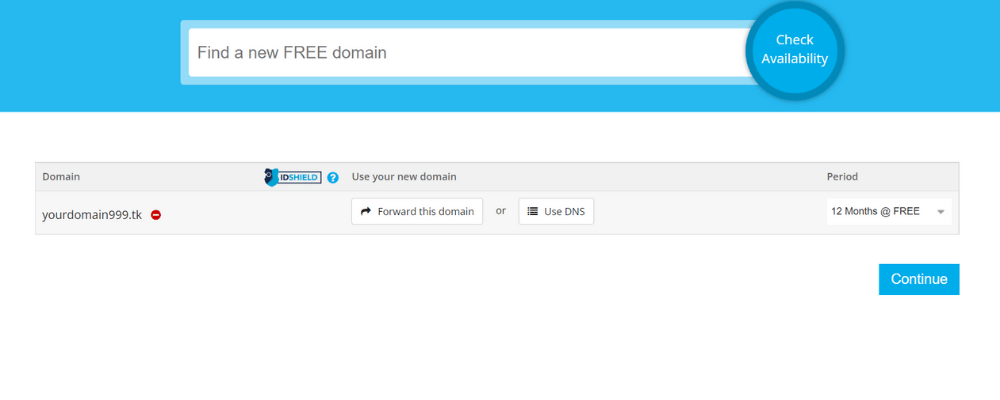 Find a new FREE domain
Check
Availability
Domain IDSHIELD ? Use your new domain Period
yourdomain999.tk Forward this domain or Use DNS 12 Months @ FREE
Continue